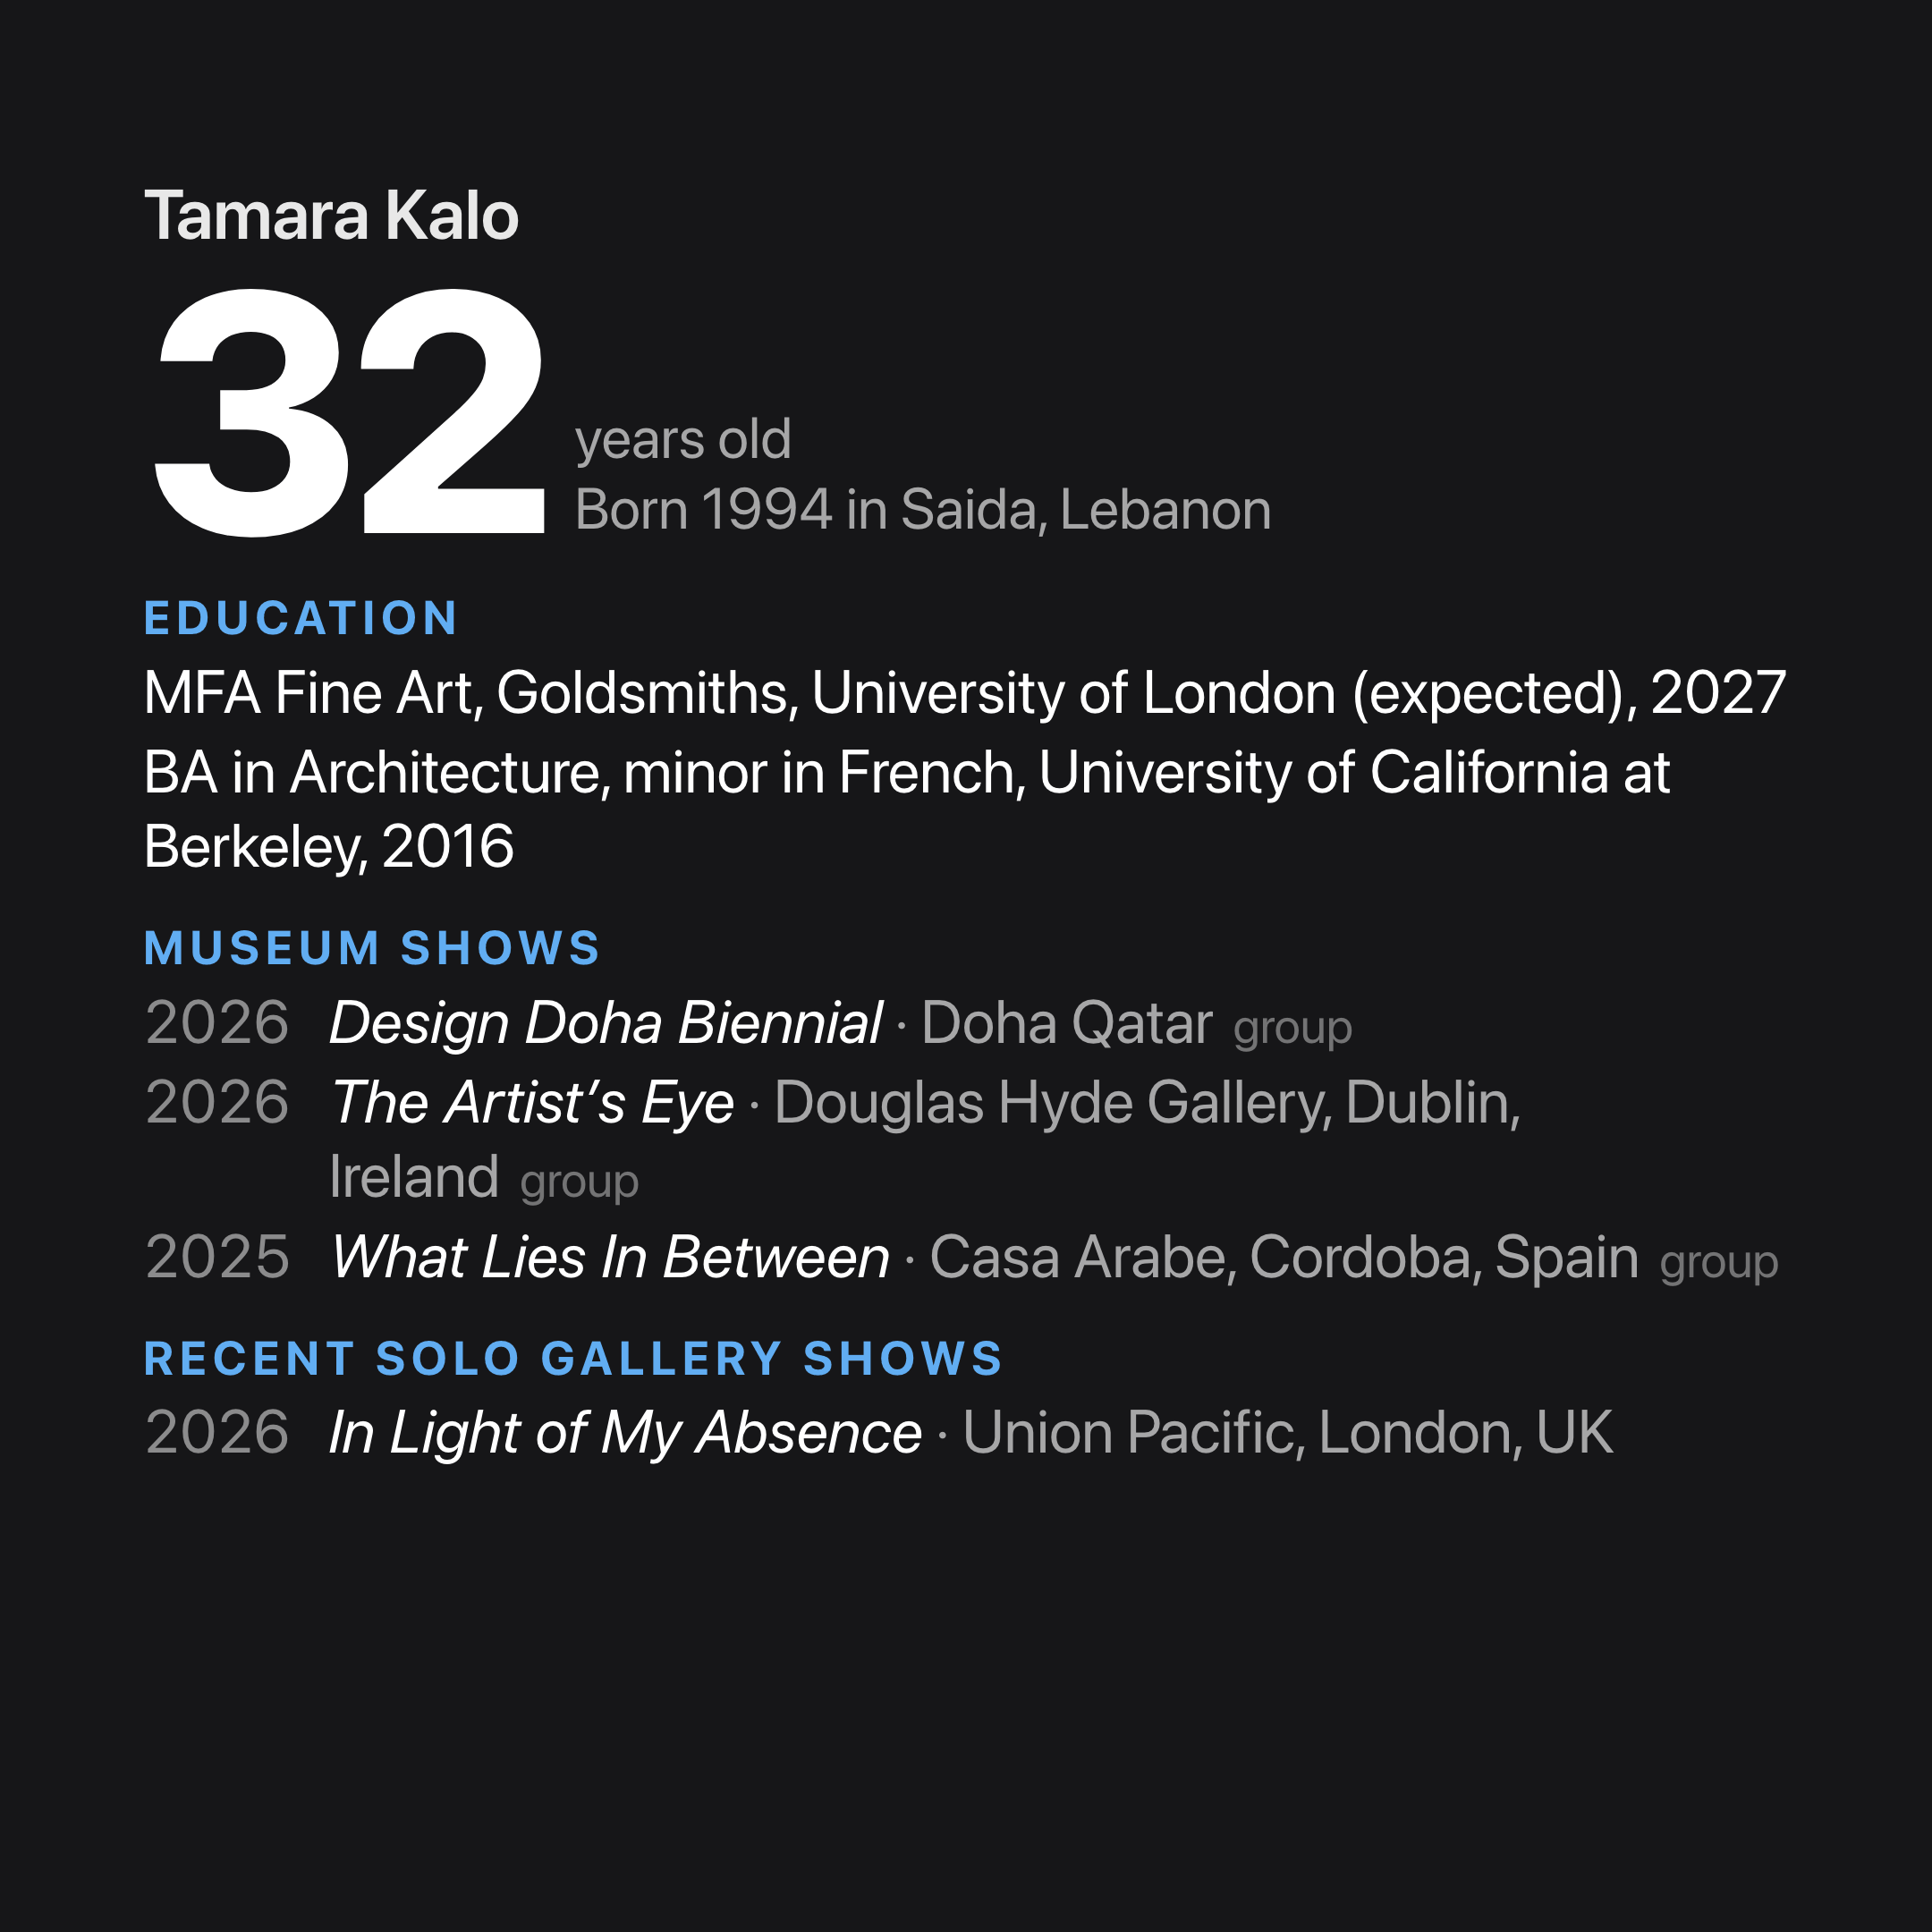 Tamara Kalo
32 years old
Born 1994 in Saida, Lebanon
EDUCATION
MFA Fine Art, Goldsmiths, University of London (expected), 2027
BA in Architecture, minor in French, University of California at
Berkeley, 2016
MUSEUM SHOWS
2026 Design Doha Biennial · Doha Qatar group
2026 The Artist’s Eye · Douglas Hyde Gallery, Dublin,
Ireland group
2025 What Lies In Between · Casa Arabe, Cordoba, Spain group
RECENT SOLO GALLERY SHOWS
2026 In Light of My Absence · Union Pacific, London, UK